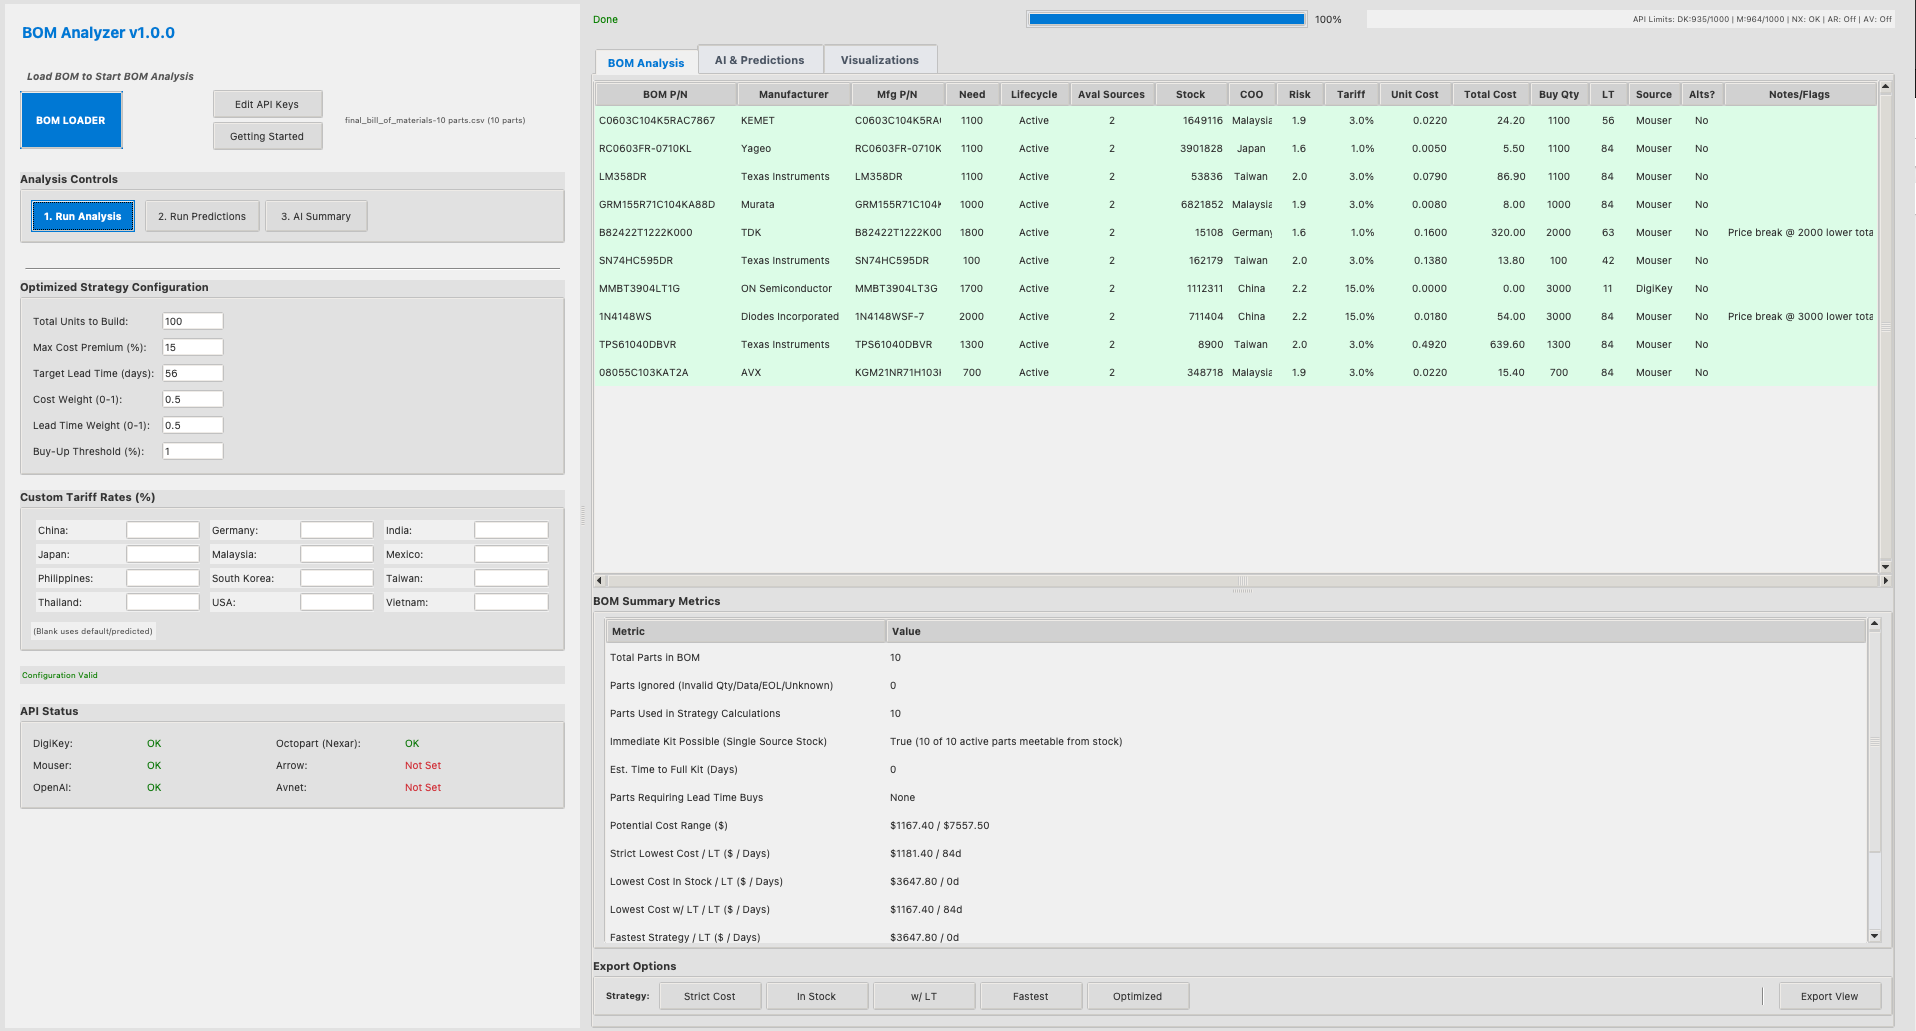 BOM Analyzer v1.0.0
Load BOM to Start BOM Analysis
BOM LOADER
Edit API Keys
Getting Started
final_bill_of_materials-10 parts.csv (10 parts)
Analysis Controls
1. Run Analysis
2. Run Predictions
3. AI Summary
Optimized Strategy Configuration
Total Units to Build: 100
Max Cost Premium (%): 15
Target Lead Time (days): 56
Cost Weight (0-1): 0.5
Lead Time Weight (0-1): 0.5
Buy-Up Threshold (%): 1
Custom Tariff Rates (%)
China: Germany: India:
Japan: Malaysia: Mexico:
Philippines: South Korea: Taiwan:
Thailand: USA: Vietnam:
(Blank uses default/predicted)
Configuration Valid
API Status
DigiKey: OK Octopart (Nexar): OK
Mouser: OK Arrow: Not Set
OpenAI: OK Avnet: Not Set
Done
100%
API Limits: DK:935/1000 | M:964/1000 | NX: OK | AR: Off | AV: Off
BOM Analysis
AI & Predictions
Visualizations
BOM P/N Manufacturer Mfg P/N Need Lifecycle Aval Sources Stock COO Risk Tariff Unit Cost Total Cost Buy Qty LT Source Alts? Notes/Flags
C0603C104K5RAC7867 KEMET C0603C104K5RA 1100 Active 2 1649116 Malaysia 1.9 3.0% 0.0220 24.20 1100 56 Mouser No
RC0603FR-0710KL Yageo RC0603FR-0710K 1100 Active 2 3901828 Japan 1.6 1.0% 0.0050 5.50 1100 84 Mouser No
LM358DR Texas Instruments LM358DR 1100 Active 2 53836 Taiwan 2.0 3.0% 0.0790 86.90 1100 84 Mouser No
GRM155R71C104KA88D Murata GRM155R71C104K 1000 Active 2 6821852 Malaysia 1.9 3.0% 0.0080 8.00 1000 84 Mouser No
B82422T1222K000 TDK B82422T1222K00 1800 Active 2 15108 Germany 1.6 1.0% 0.1600 320.00 2000 63 Mouser No Price break @ 2000 lower tota
SN74HC595DR Texas Instruments SN74HC595DR 100 Active 2 162179 Taiwan 2.0 3.0% 0.1380 13.80 100 42 Mouser No
MMBT3904LT1G ON Semiconductor MMBT3904LT3G 1700 Active 2 1112311 China 2.2 15.0% 0.0000 0.00 3000 11 DigiKey No
1N4148WS Diodes Incorporated 1N4148WSF-7 2000 Active 2 711404 China 2.2 15.0% 0.0180 54.00 3000 84 Mouser No Price break @ 3000 lower tota
TPS61040DBVR Texas Instruments TPS61040DBVR 1300 Active 2 8900 Taiwan 2.0 3.0% 0.4920 639.60 1300 84 Mouser No
08055C103KAT2A AVX KGM21NR71H103K 700 Active 2 348718 Malaysia 1.9 3.0% 0.0220 15.40 700 84 Mouser No
BOM Summary Metrics
Metric Value
Total Parts in BOM 10
Parts Ignored (Invalid Qty/Data/EOL/Unknown) 0
Parts Used in Strategy Calculations 10
Immediate Kit Possible (Single Source Stock) True (10 of 10 active parts meetable from stock)
Est. Time to Full Kit (Days) 0
Parts Requiring Lead Time Buys None
Potential Cost Range ($) $1167.40 / $7557.50
Strict Lowest Cost / LT ($ / Days) $1181.40 / 84d
Lowest Cost In Stock / LT ($ / Days) $3647.80 / 0d
Lowest Cost w/ LT / LT ($ / Days) $1167.40 / 84d
Fastest Strategy / LT ($ / Days) $3647.80 / 0d
Export Options
Strategy: Strict Cost In Stock w/ LT Fastest Optimized Export View